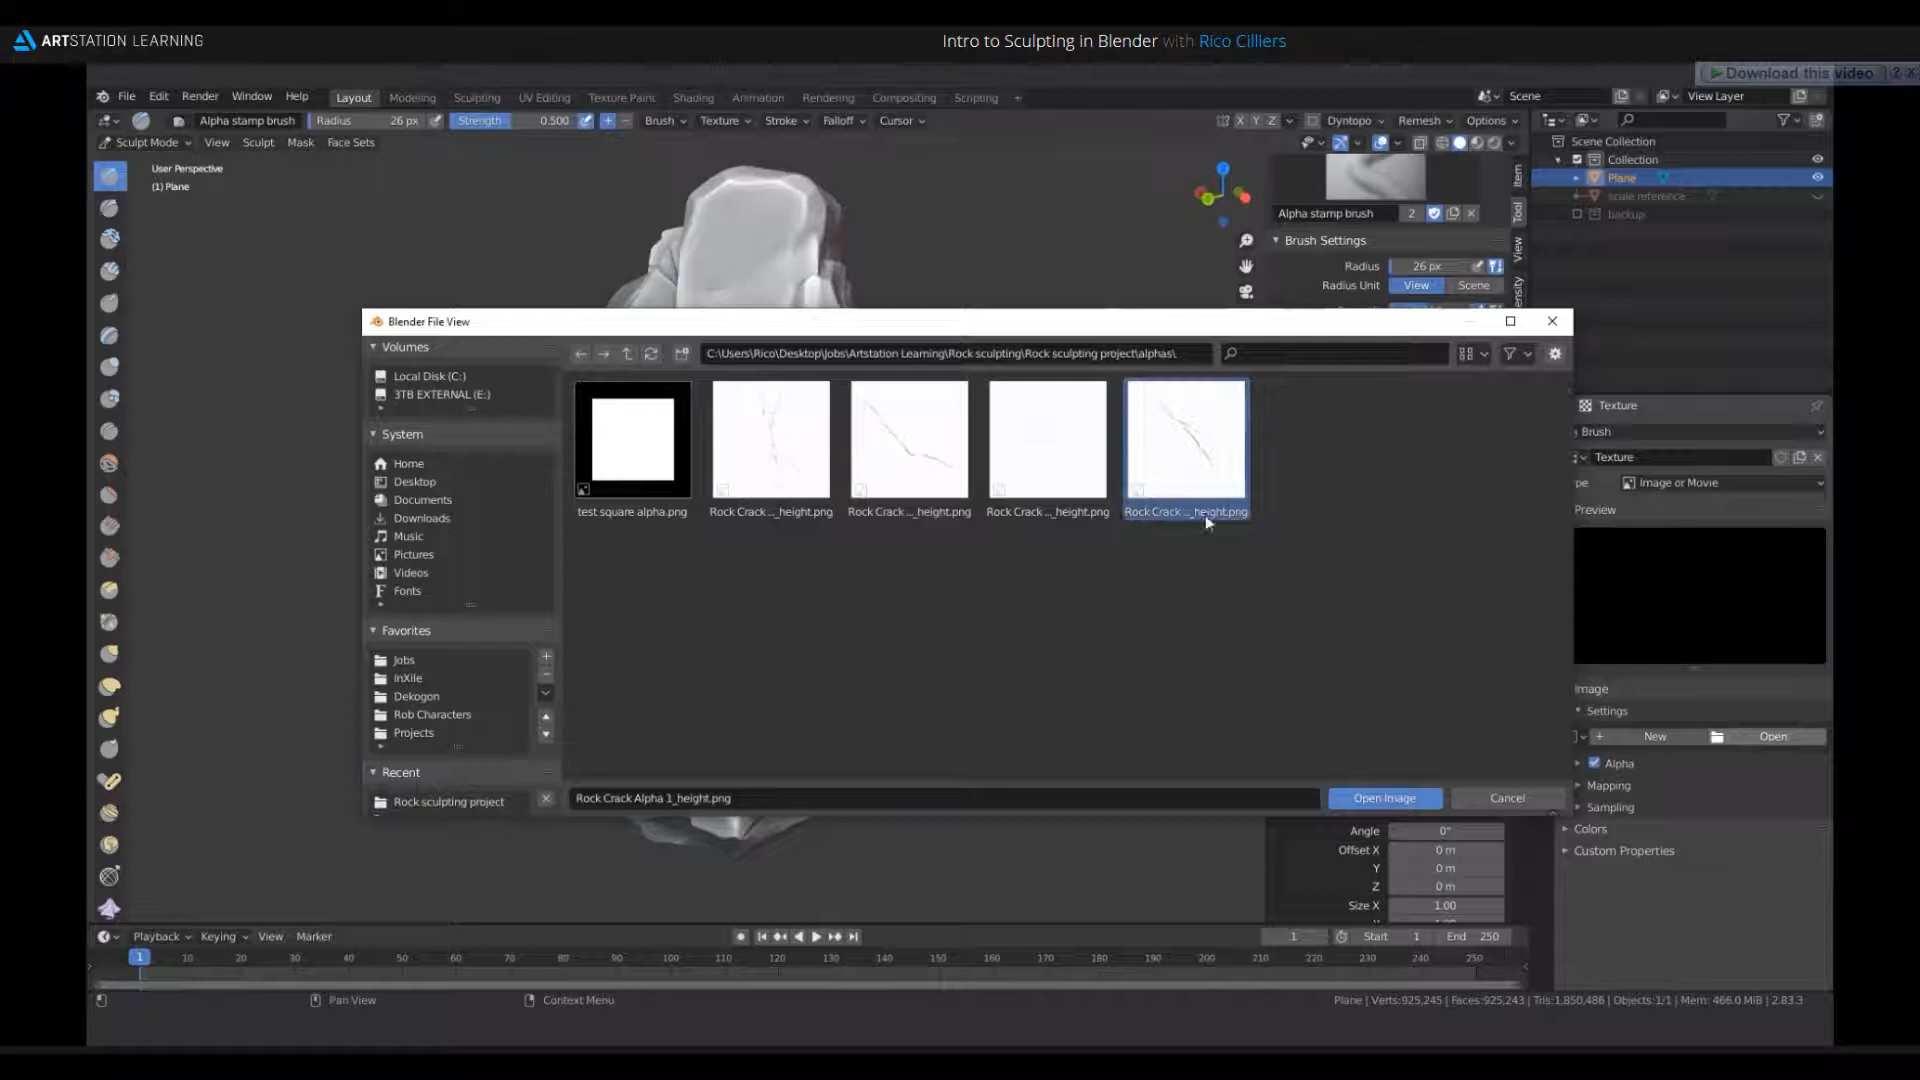 ARTSTATION LEARNING
Intro to Sculpting in Blender with Rico Cilliers
Download this video ? X
File Edit Render Window Help Layout Modeling Sculpting UV Editing Texture Paint Shading Animation Rendering Compositing Scripting +
Scene View Layer
Alpha stamp brush Radius 26 px Strength 0.500 Brush Texture Stroke Falloff Cursor X Y Z Dyntopo Remesh Options
Sculpt Mode View Sculpt Mask Face Sets
User Perspective
(1) Plane
Scene Collection
Collection
Plane
scale reference
backup
Item
Tool
View
Alpha stamp brush 2
Brush Settings
Radius 26 px
Radius Unit View Scene
Blender File View
Volumes
Local Disk (C:)
3TB EXTERNAL (E:)
System
Home
Desktop
Documents
Downloads
Music
Pictures
Videos
Fonts
Favorites
Jobs
InXile
Dekogon
Rob Characters
Projects
Recent
Rock sculpting project
C:\Users\Rico\Desktop\Jobs\Artstation Learning\Rock sculpting\Rock sculpting project\alphas\
test square alpha.png
Rock Crack ..._height.png
Rock Crack ..._height.png
Rock Crack ..._height.png
Rock Crack ..._height.png
Rock Crack Alpha 1_height.png
Open Image Cancel
Texture
Brush
Texture
pe Image or Movie
Preview
Image
Settings
New Open
Alpha
Mapping
Sampling
Colors
Custom Properties
Angle 0°
Offset X 0 m
Y 0 m
Z 0 m
Size X 1.00
Playback Keying View Marker
1 Start 1 End 250
1 10 20 30 40 50 60 70 80 90 100 110 120 130 140 150 160 170 180 190 200 210 220 230 240 250
Pan View
Context Menu
Plane | Verts:925,245 | Faces:925,243 | Tris:1,850,486 | Objects:1/1 | Mem: 466.0 MiB | 2.83.3